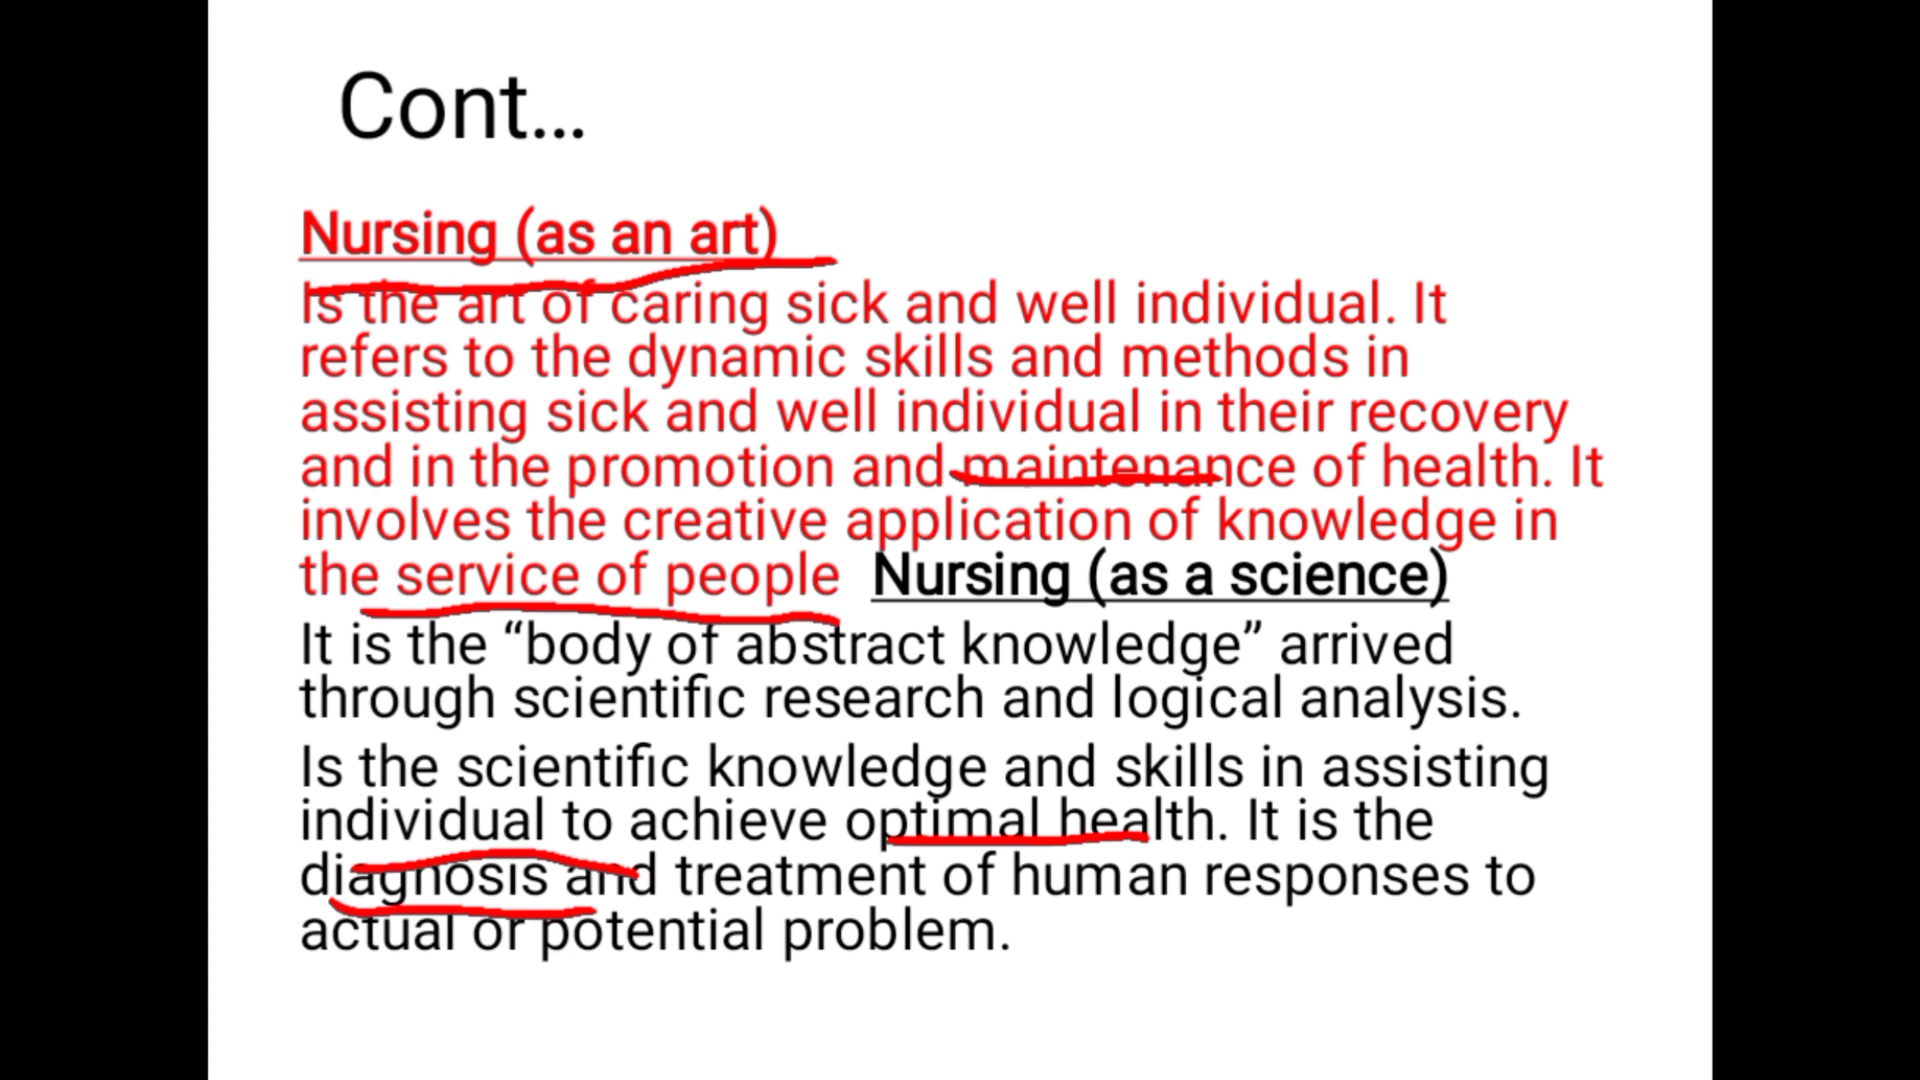 Cont...
Nursing (as an art)
Is the art of caring sick and well individual. It
refers to the dynamic skills and methods in
assisting sick and well individual in their recovery
and in the promotion and maintenance of health. It
involves the creative application of knowledge in
the service of people Nursing (as a science)
It is the “body of abstract knowledge” arrived
through scientific research and logical analysis.
Is the scientific knowledge and skills in assisting
individual to achieve optimal health. It is the
diagnosis and treatment of human responses to
actual or potential problem.